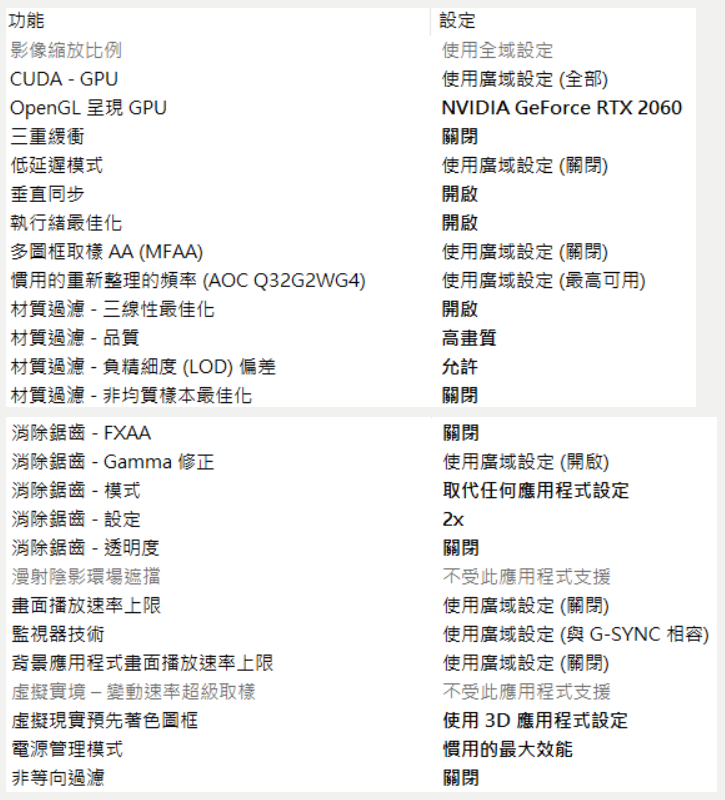 功能 設定
影像縮放比例 使用全域設定
CUDA - GPU 使用廣域設定 (全部)
OpenGL 呈現 GPU NVIDIA GeForce RTX 2060
三重緩衝 關閉
低延遲模式 使用廣域設定 (關閉)
垂直同步 開啟
執行緒最佳化 開啟
多圖框取樣 AA (MFAA) 使用廣域設定 (關閉)
慣用的重新整理的頻率 (AOC Q32G2WG4) 使用廣域設定 (最高可用)
材質過濾 - 三線性最佳化 開啟
材質過濾 - 品質 高畫質
材質過濾 - 負精細度 (LOD) 偏差 允許
材質過濾 - 非均質樣本最佳化 關閉
消除鋸齒 - FXAA 關閉
消除鋸齒 - Gamma 修正 使用廣域設定 (開啟)
消除鋸齒 - 模式 取代任何應用程式設定
消除鋸齒 - 設定 2x
消除鋸齒 - 透明度 關閉
漫射陰影環場遮擋 不受此應用程式支援
畫面播放速率上限 使用廣域設定 (關閉)
監視器技術 使用廣域設定 (與 G-SYNC 相容)
背景應用程式畫面播放速率上限 使用廣域設定 (關閉)
虛擬實境 – 變動速率超級取樣 不受此應用程式支援
虛擬現實預先著色圖框 使用 3D 應用程式設定
電源管理模式 慣用的最大效能
非等向過濾 關閉